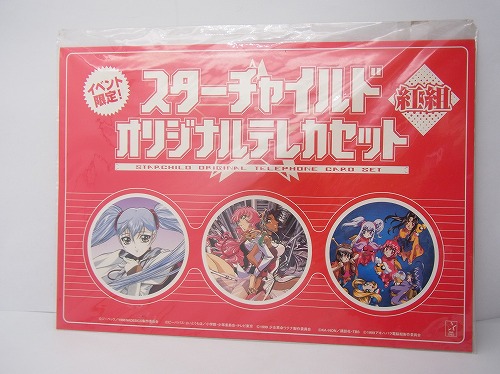 イベント
限定!
スターチャイルド
紅組
オリジナルテレカセット
STARCHILD ORIGINAL TELEPHONE CARD SET